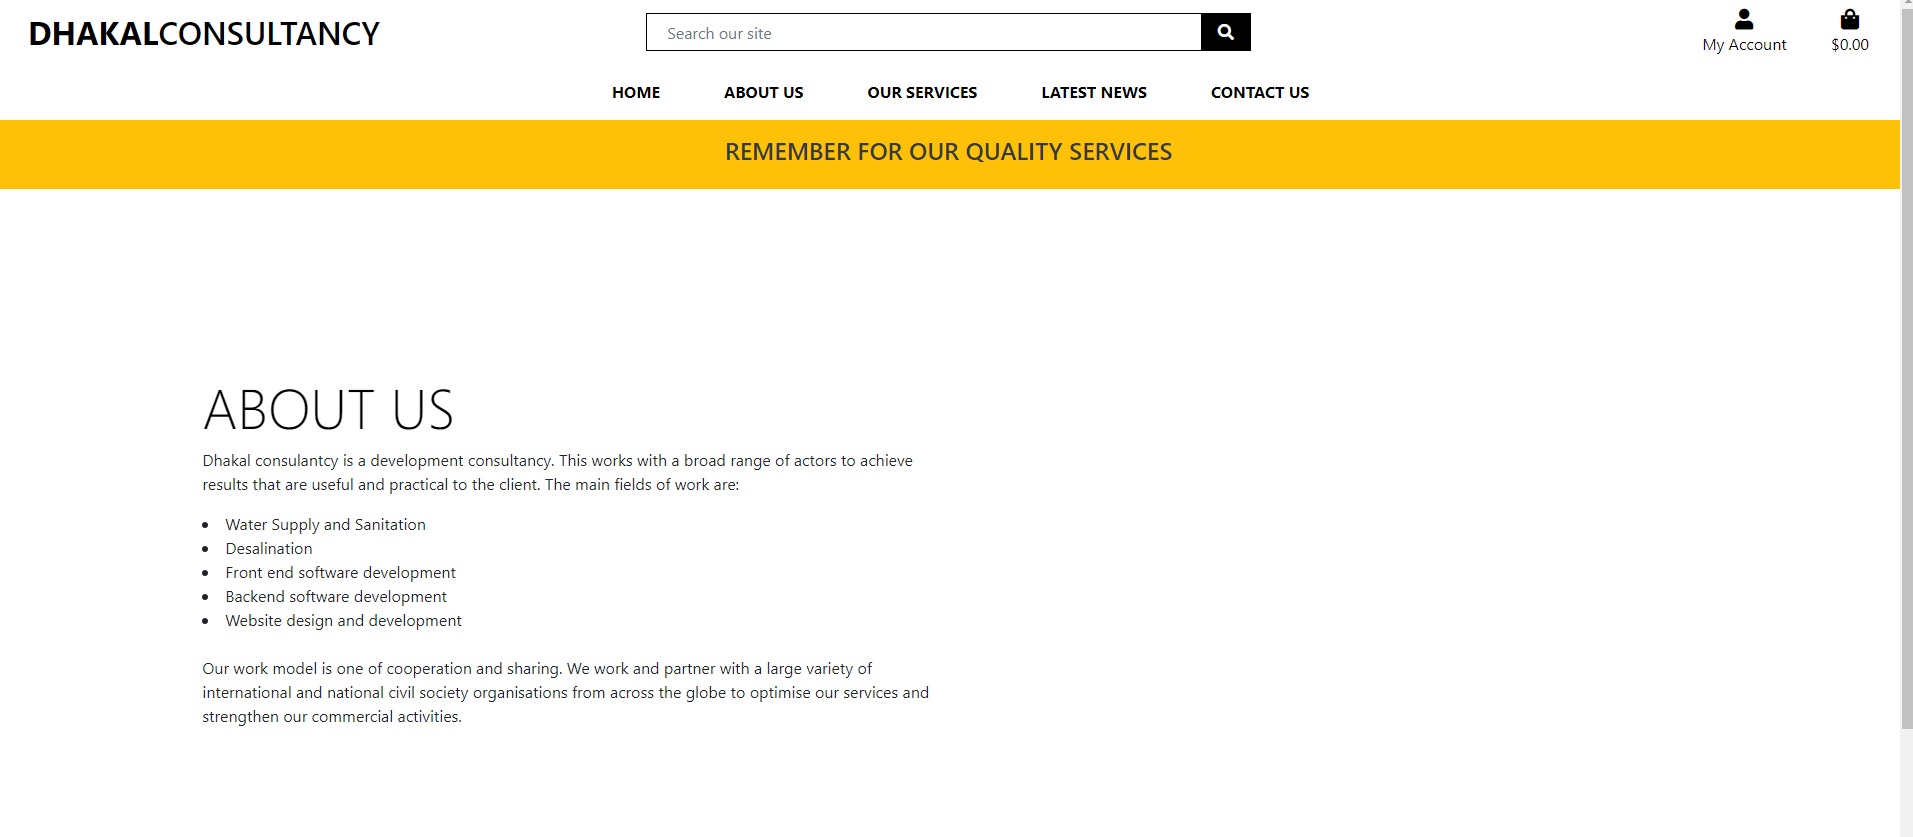 DHAKALCONSULTANCY
Search our site
My Account
$0.00
HOME ABOUT US OUR SERVICES LATEST NEWS CONTACT US
REMEMBER FOR OUR QUALITY SERVICES
ABOUT US
Dhakal consulantcy is a development consultancy. This works with a broad range of actors to achieve
results that are useful and practical to the client. The main fields of work are:
• Water Supply and Sanitation
• Desalination
• Front end software development
• Backend software development
• Website design and development
Our work model is one of cooperation and sharing. We work and partner with a large variety of
international and national civil society organisations from across the globe to optimise our services and
strengthen our commercial activities.